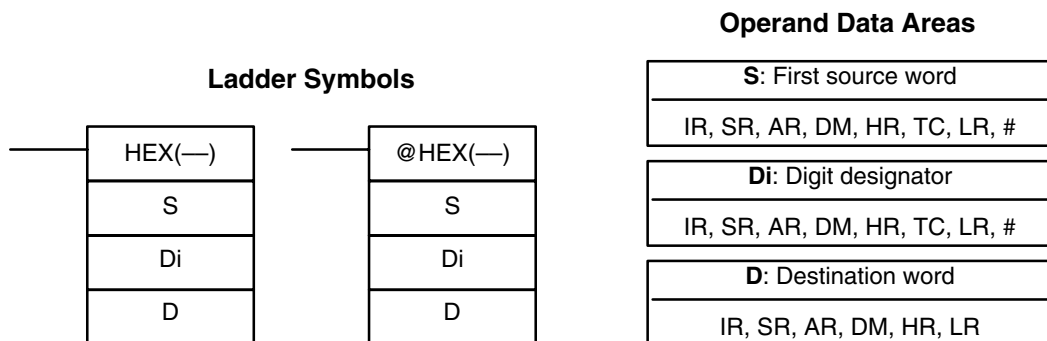 Ladder Symbols
HEX(—)
S
Di
D
@HEX(—)
S
Di
D
Operand Data Areas
S: First source word
IR, SR, AR, DM, HR, TC, LR, #
Di: Digit designator
IR, SR, AR, DM, HR, TC, LR, #
D: Destination word
IR, SR, AR, DM, HR, LR